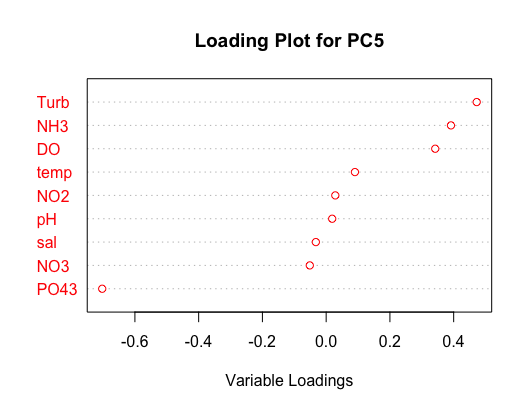 Loading Plot for PC5
Turb
NH3
DO
temp
NO2
pH
sal
NO3
PO43
-0.6 -0.4 -0.2 0.0 0.2 0.4
Variable Loadings